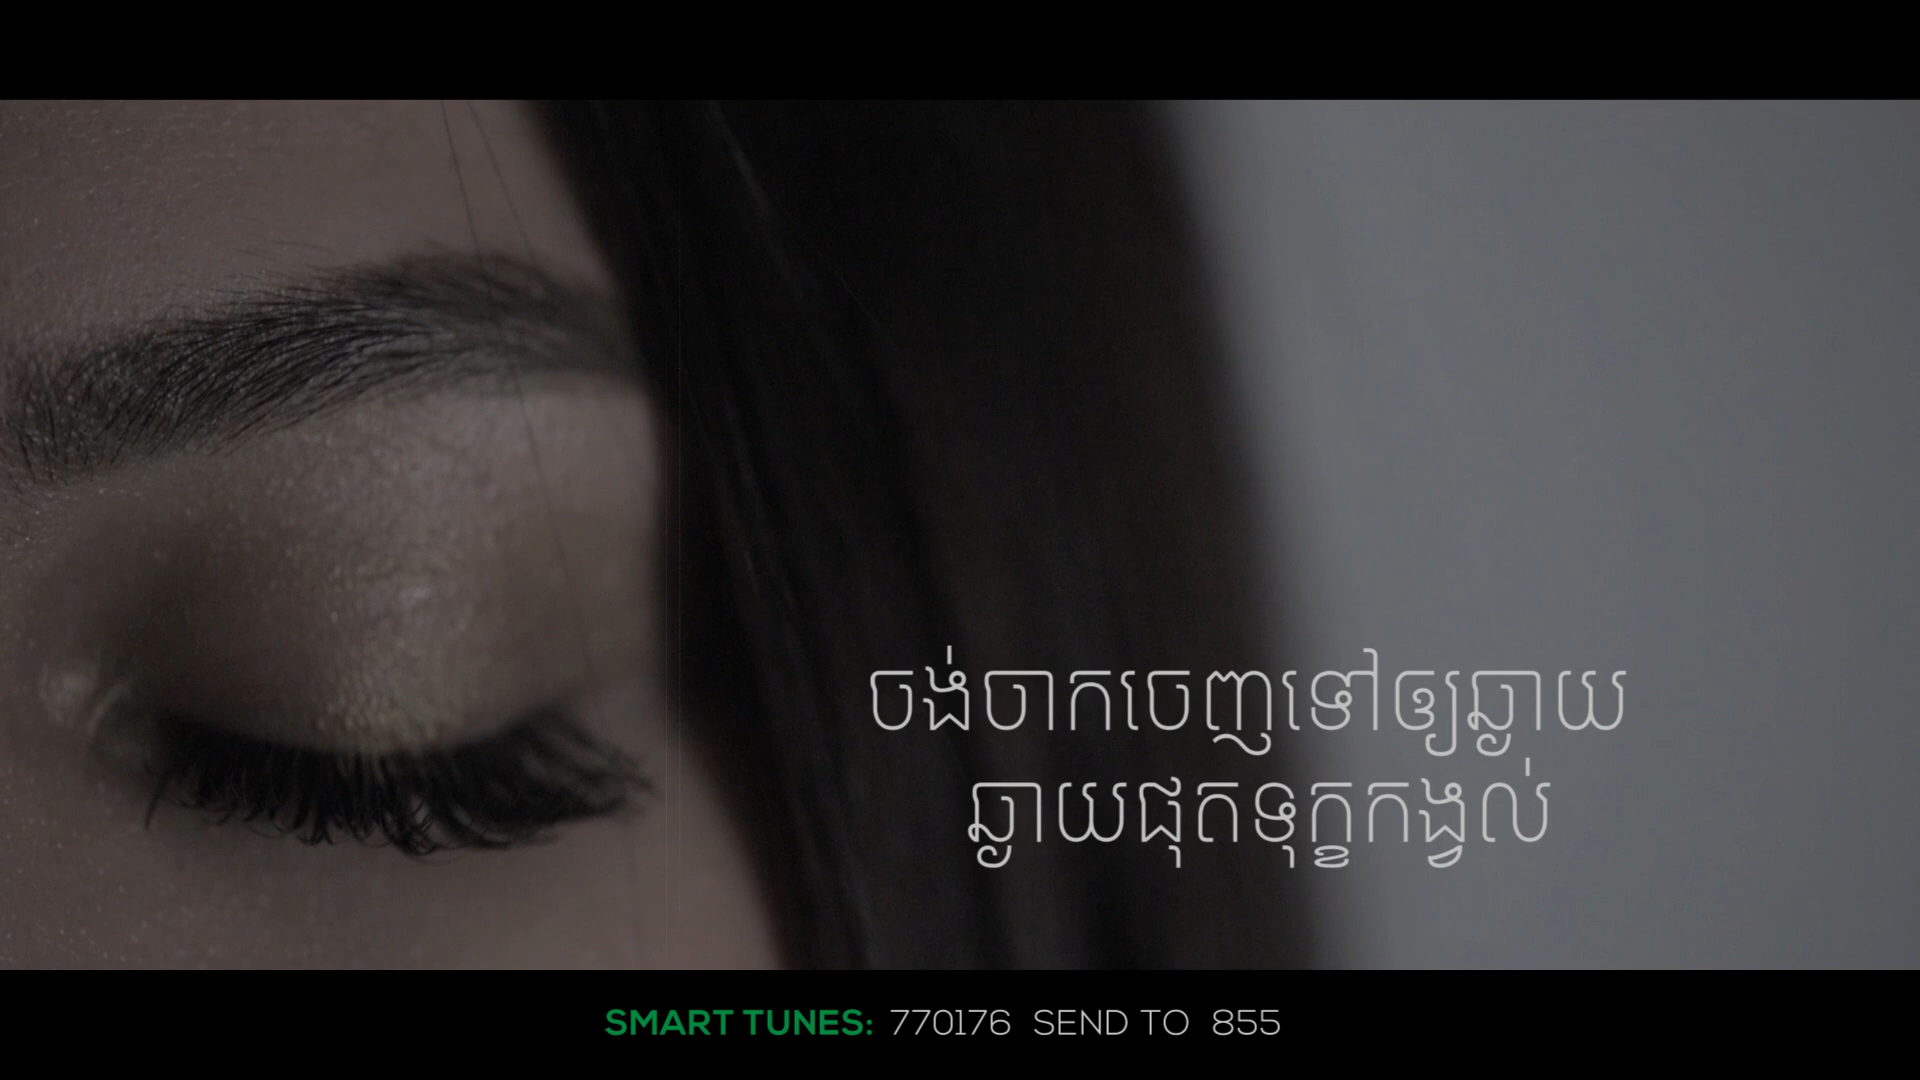 ចង់ចាកចេញទៅឲ្យឆ្ងាយ
ឆ្ងាយផុតទុក្ខកង្វល់
SMART TUNES: 770176 SEND TO 855